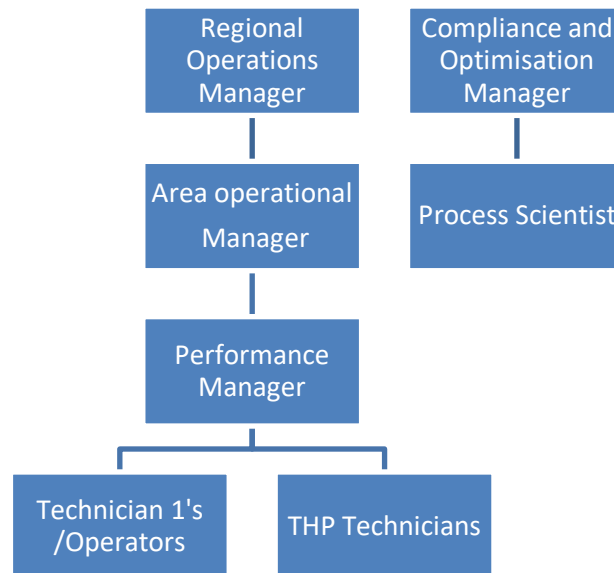 Regional
Operations
Manager
Compliance and
Optimisation
Manager
Area operational
Manager
Process Scientist
Performance
Manager
Technician 1's
/Operators
THP Technicians